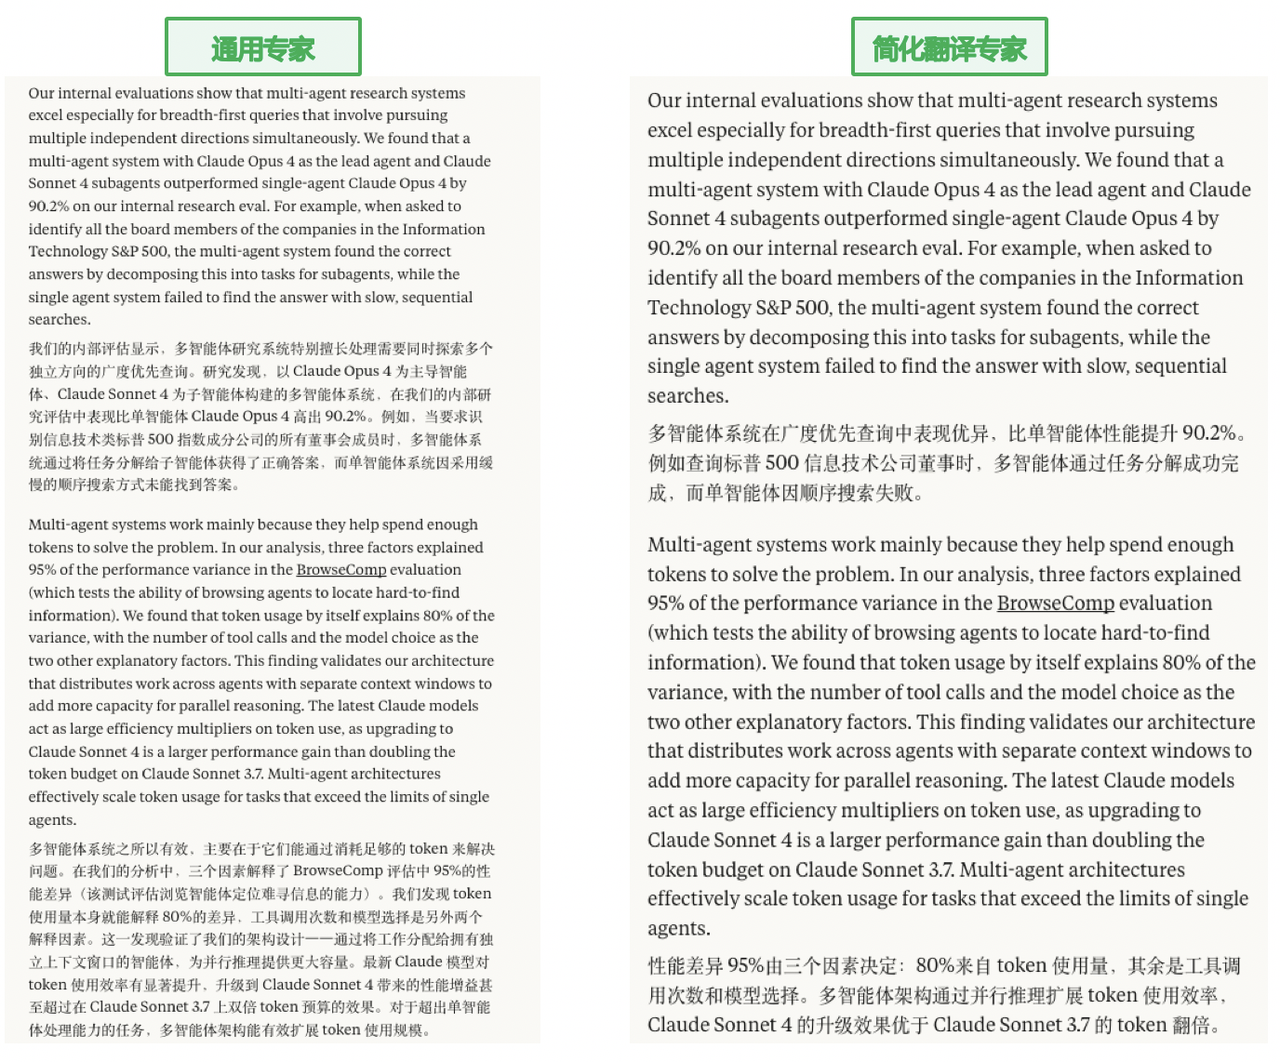 通用专家
Our internal evaluations show that multi-agent research systems
excel especially for breadth-first queries that involve pursuing
multiple independent directions simultaneously. We found that a
multi-agent system with Claude Opus 4 as the lead agent and Claude
Sonnet 4 subagents outperformed single-agent Claude Opus 4 by
90.2% on our internal research eval. For example, when asked to
identify all the board members of the companies in the Information
Technology S&P 500, the multi-agent system found the correct
answers by decomposing this into tasks for subagents, while the
single agent system failed to find the answer with slow, sequential
searches.
我们的内部评估显示，多智能体研究系统特别擅长处理需要同时探索多个
独立方向的广度优先查询。研究发现，以 Claude Opus 4 为主导智能
体、Claude Sonnet 4 为子智能体构建的多智能体系统，在我们的内部研
究评估中表现比单智能体 Claude Opus 4 高出 90.2%。例如，当要求识
别信息技术类标普 500 指数成分公司的所有董事会成员时，多智能体系
统通过将任务分解给子智能体获得了正确答案，而单智能体系统因采用缓
慢的顺序搜索方式未能找到答案。
Multi-agent systems work mainly because they help spend enough
tokens to solve the problem. In our analysis, three factors explained
95% of the performance variance in the BrowseComp evaluation
(which tests the ability of browsing agents to locate hard-to-find
information). We found that token usage by itself explains 80% of the
variance, with the number of tool calls and the model choice as the
two other explanatory factors. This finding validates our architecture
that distributes work across agents with separate context windows to
add more capacity for parallel reasoning. The latest Claude models
act as large efficiency multipliers on token use, as upgrading to
Claude Sonnet 4 is a larger performance gain than doubling the
token budget on Claude Sonnet 3.7. Multi-agent architectures
effectively scale token usage for tasks that exceed the limits of single
agents.
多智能体系统之所以有效，主要在于它们能通过消耗足够的 token 来解决
问题。在我们的分析中，三个因素解释了 BrowseComp 评估中 95%的性
能差异（该测试评估浏览智能体定位难寻信息的能力）。我们发现 token
使用量本身就能解释 80%的差异，工具调用次数和模型选择是另外两个
解释因素。这一发现验证了我们的架构设计——通过将工作分配给拥有独
立上下文窗口的智能体，为并行推理提供更大容量。最新 Claude 模型对
token 使用效率有显著提升，升级到 Claude Sonnet 4 带来的性能增益甚
至超过在 Claude Sonnet 3.7 上双倍 token 预算的效果。对于超出单智能
体处理能力的任务，多智能体架构能有效扩展 token 使用规模。
简化翻译专家
Our internal evaluations show that multi-agent research systems
excel especially for breadth-first queries that involve pursuing
multiple independent directions simultaneously. We found that a
multi-agent system with Claude Opus 4 as the lead agent and Claude
Sonnet 4 subagents outperformed single-agent Claude Opus 4 by
90.2% on our internal research eval. For example, when asked to
identify all the board members of the companies in the Information
Technology S&P 500, the multi-agent system found the correct
answers by decomposing this into tasks for subagents, while the
single agent system failed to find the answer with slow, sequential
searches.
多智能体系统在广度优先查询中表现优异，比单智能体性能提升 90.2%。
例如查询标普 500 信息技术公司董事时，多智能体通过任务分解成功完
成，而单智能体因顺序搜索失败。
Multi-agent systems work mainly because they help spend enough
tokens to solve the problem. In our analysis, three factors explained
95% of the performance variance in the BrowseComp evaluation
(which tests the ability of browsing agents to locate hard-to-find
information). We found that token usage by itself explains 80% of the
variance, with the number of tool calls and the model choice as the
two other explanatory factors. This finding validates our architecture
that distributes work across agents with separate context windows to
add more capacity for parallel reasoning. The latest Claude models
act as large efficiency multipliers on token use, as upgrading to
Claude Sonnet 4 is a larger performance gain than doubling the
token budget on Claude Sonnet 3.7. Multi-agent architectures
effectively scale token usage for tasks that exceed the limits of single
agents.
性能差异 95%由三个因素决定：80%来自 token 使用量，其余是工具调
用次数和模型选择。多智能体架构通过并行推理扩展 token 使用效率，
Claude Sonnet 4 的升级效果优于 Claude Sonnet 3.7 的 token 翻倍。